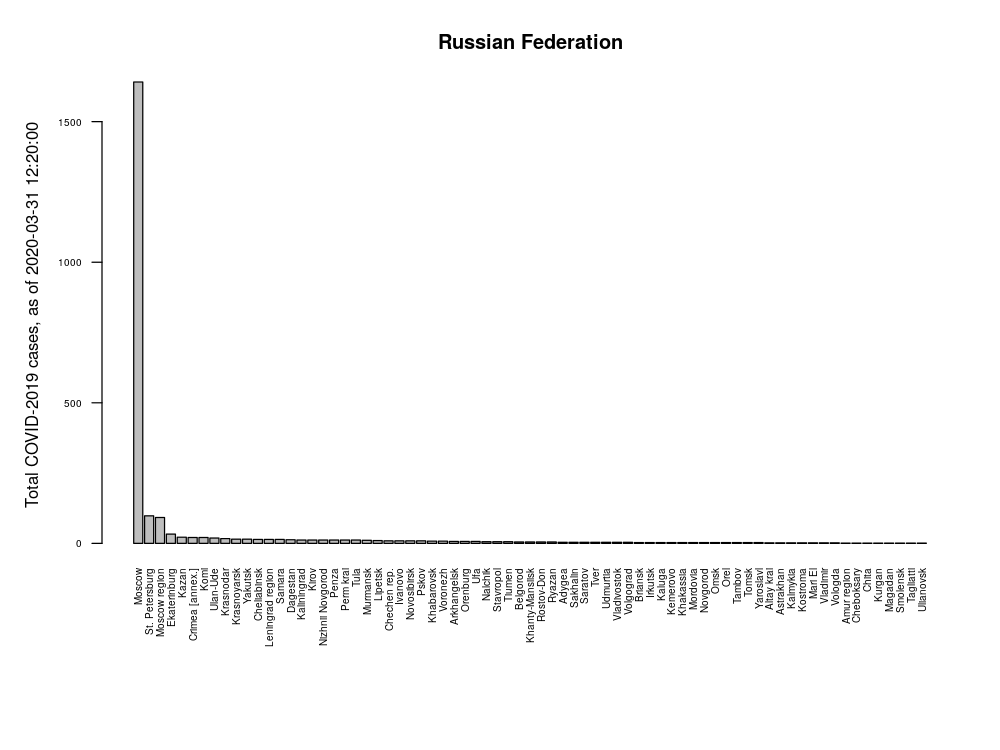 Russian Federation
Total COVID-2019 cases, as of 2020-03-31 12:20:00
1500
1000
500
0
Moscow
St. Petersburg
Moscow region
Ekaternburg
Kazan
Crimea [annex.]
Komi
Ulan-Ude
Krasnodar
Krasnoyarsk
Yakutsk
Cheliabinsk
Leningrad region
Samara
Dagestan
Kaliningrad
Kirov
Nizhnii Novgorod
Penza
Perm krai
Tula
Murmansk
Lipetsk
Chechen rep.
Ivanovo
Novosibirsk
Pskov
Khabarovsk
Voronezh
Arkhangelsk
Orenburg
Ufa
Nalchik
Stavropol
Tiumen
Belgorod
Khanty-Mansiisk
Rostov-Don
Ryazan
Adygea
Sakhalin
Saratov
Tver
Udmurtia
Vladivostok
Volgograd
Briansk
Irkutsk
Kaluga
Kemerovo
Khakassia
Mordovia
Novgorod
Omsk
Orel
Tambov
Tomsk
Yaroslavl
Altay krai
Astrakhan
Kalmykia
Kostroma
Mari El
Vladimir
Vologda
Amur region
Cheboksary
Chita
Kurgan
Magadan
Smolensk
Tagliatti
Ulianovsk